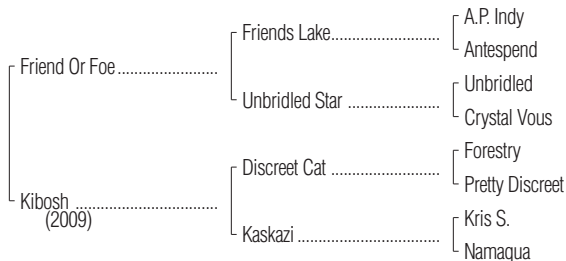 A.P. Indy
Friends Lake
Antespend
Friend Or Foe
Unbridled
Unbridled Star
Crystal Vous
Forestry
Discreet Cat
Pretty Discreet
Kibosh
(2009)
Kris S.
Kaskazi
Namaqua